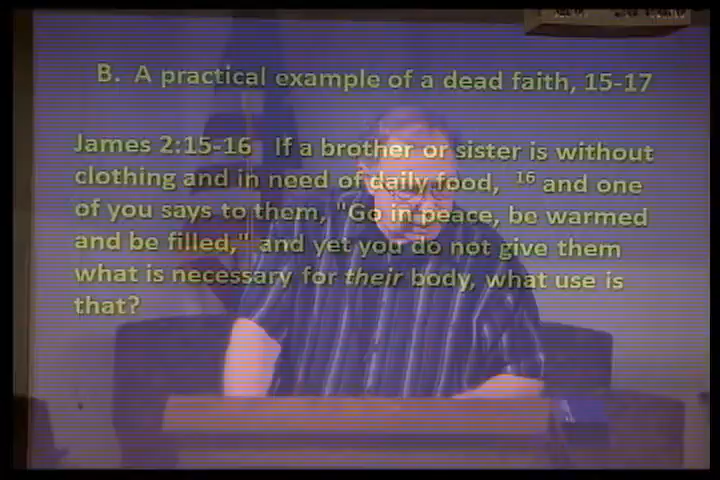 B. A practical example of a dead faith, 15-17
James 2:15-16 If a brother or sister is without
clothing and in need of daily food, 16 and one
of you says to them, "Go in peace, be warmed
and be filled," and yet you do not give them
what is necessary for their body, what use is
that?